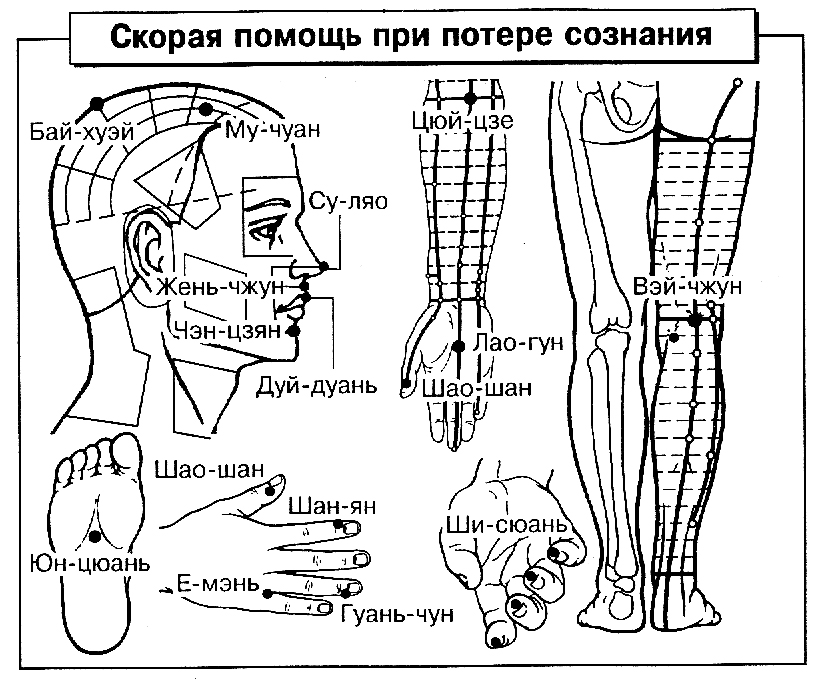 Скорая помощь при потере сознания
Бай-хуэй
Му-чуан
Су-ляо
Жень-чжун
Чэн-цзян
Дуй-дуань
Цюй-цзе
Лао-гун
Шао-шан
Вэй-чжун
Шао-шан
Шан-ян
Юн-цюань
Е-мэнь
Гуань-чун
Ши-сюань